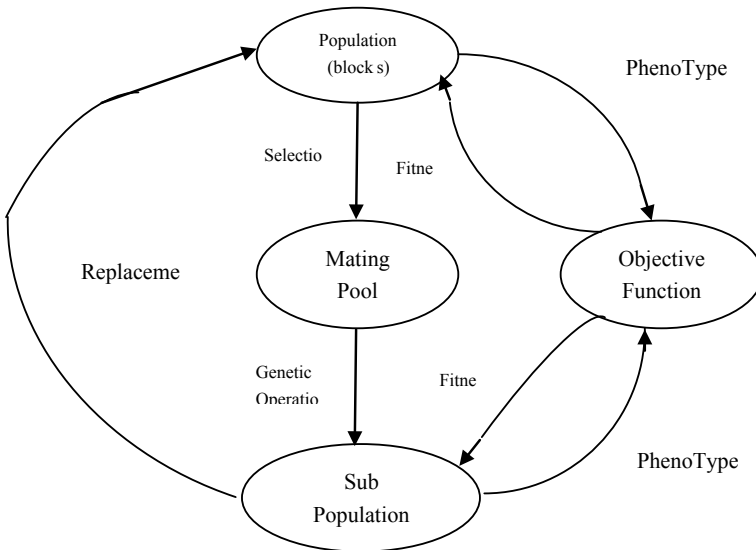 Population
(block s)
PhenoType
Selectio
Fitne
Mating
Pool
Objective
Function
Replaceme
Genetic
Operatio
Fitne
PhenoType
Sub
Population